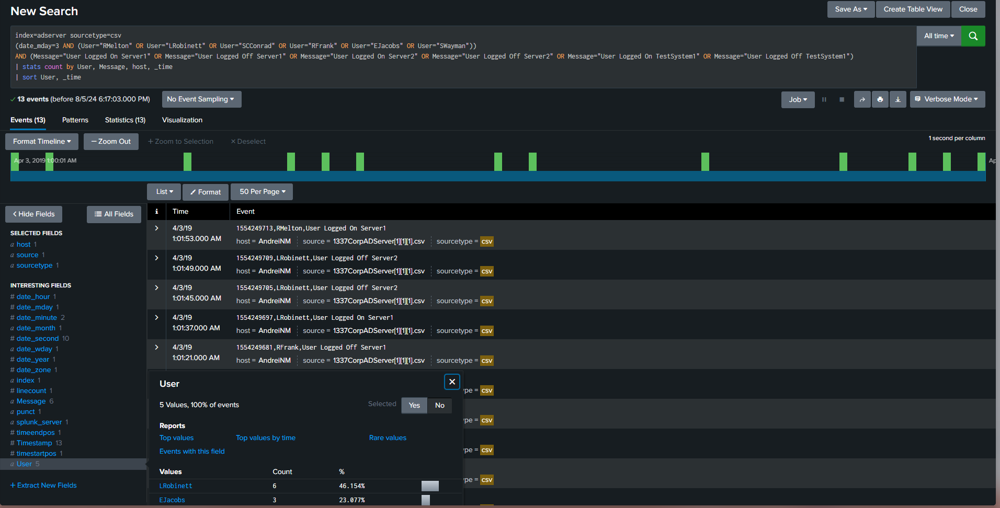 New Search
Save As
Create Table View
Close
index=adserver sourcetype=csv
(date_mday=3 AND (User="RMelton" OR User="LRobinett" OR User="SCConrad" OR User="RFrank" OR User="EJacobs" OR User="SWayman"))
AND (Message="User Logged On Server1" OR Message="User Logged Off Server1" OR Message="User Logged On Server2" OR Message="User Logged Off Server2" OR Message="User Logged On TestSystem1" OR Message="User Logged Off TestSystem1")
| stats count by User, Message, host, _time
| sort User, _time
All time
13 events (before 8/5/24 6:17:03.000 PM)
No Event Sampling
Job
Verbose Mode
Events (13)
Patterns
Statistics (13)
Visualization
Format Timeline
— Zoom Out
+ Zoom to Selection
× Deselect
1 second per column
Apr 3, 2019 1:00:01 AM
Ap
List
Format
50 Per Page
< Hide Fields
All Fields
i
Time
Event
SELECTED FIELDS
a host 1
a source 1
a sourcetype 1
INTERESTING FIELDS
# date_hour 1
# date_mday 1
# date_minute 2
# date_month 1
# date_second 10
a date_wday 1
# date_year 1
# date_zone 1
a index 1
# linecount 1
a Message 6
a punct 1
a splunk_server 1
# timeendpos 1
# Timestamp 13
# timestartpos 1
a User 5
+ Extract New Fields
4/3/19
1:01:53.000 AM
1554249713,RMelton,User Logged On Server1
host = AndreiNM
source = 1337CorpADServer[1][1][1].csv
sourcetype = csv
4/3/19
1:01:49.000 AM
1554249709,LRobinett,User Logged Off Server2
host = AndreiNM
source = 1337CorpADServer[1][1][1].csv
sourcetype = csv
4/3/19
1:01:45.000 AM
1554249705,LRobinett,User Logged Off Server2
host = AndreiNM
source = 1337CorpADServer[1][1][1].csv
sourcetype = csv
4/3/19
1:01:37.000 AM
1554249697,LRobinett,User Logged On Server1
host = AndreiNM
source = 1337CorpADServer[1][1][1].csv
sourcetype = csv
4/3/19
1:01:21.000 AM
1554249681,RFrank,User Logged Off Server1
host = AndreiNM
source = 1337CorpADServer[1][1][1].csv
sourcetype = csv
User
5 Values, 100% of events
Selected
Yes
No
Reports
Top values
Top values by time
Rare values
Events with this field
Values
Count
%
LRobinett
6
46.154%
EJacobs
3
23.077%
pe = csv
pe = csv
pe = csv
pe = csv